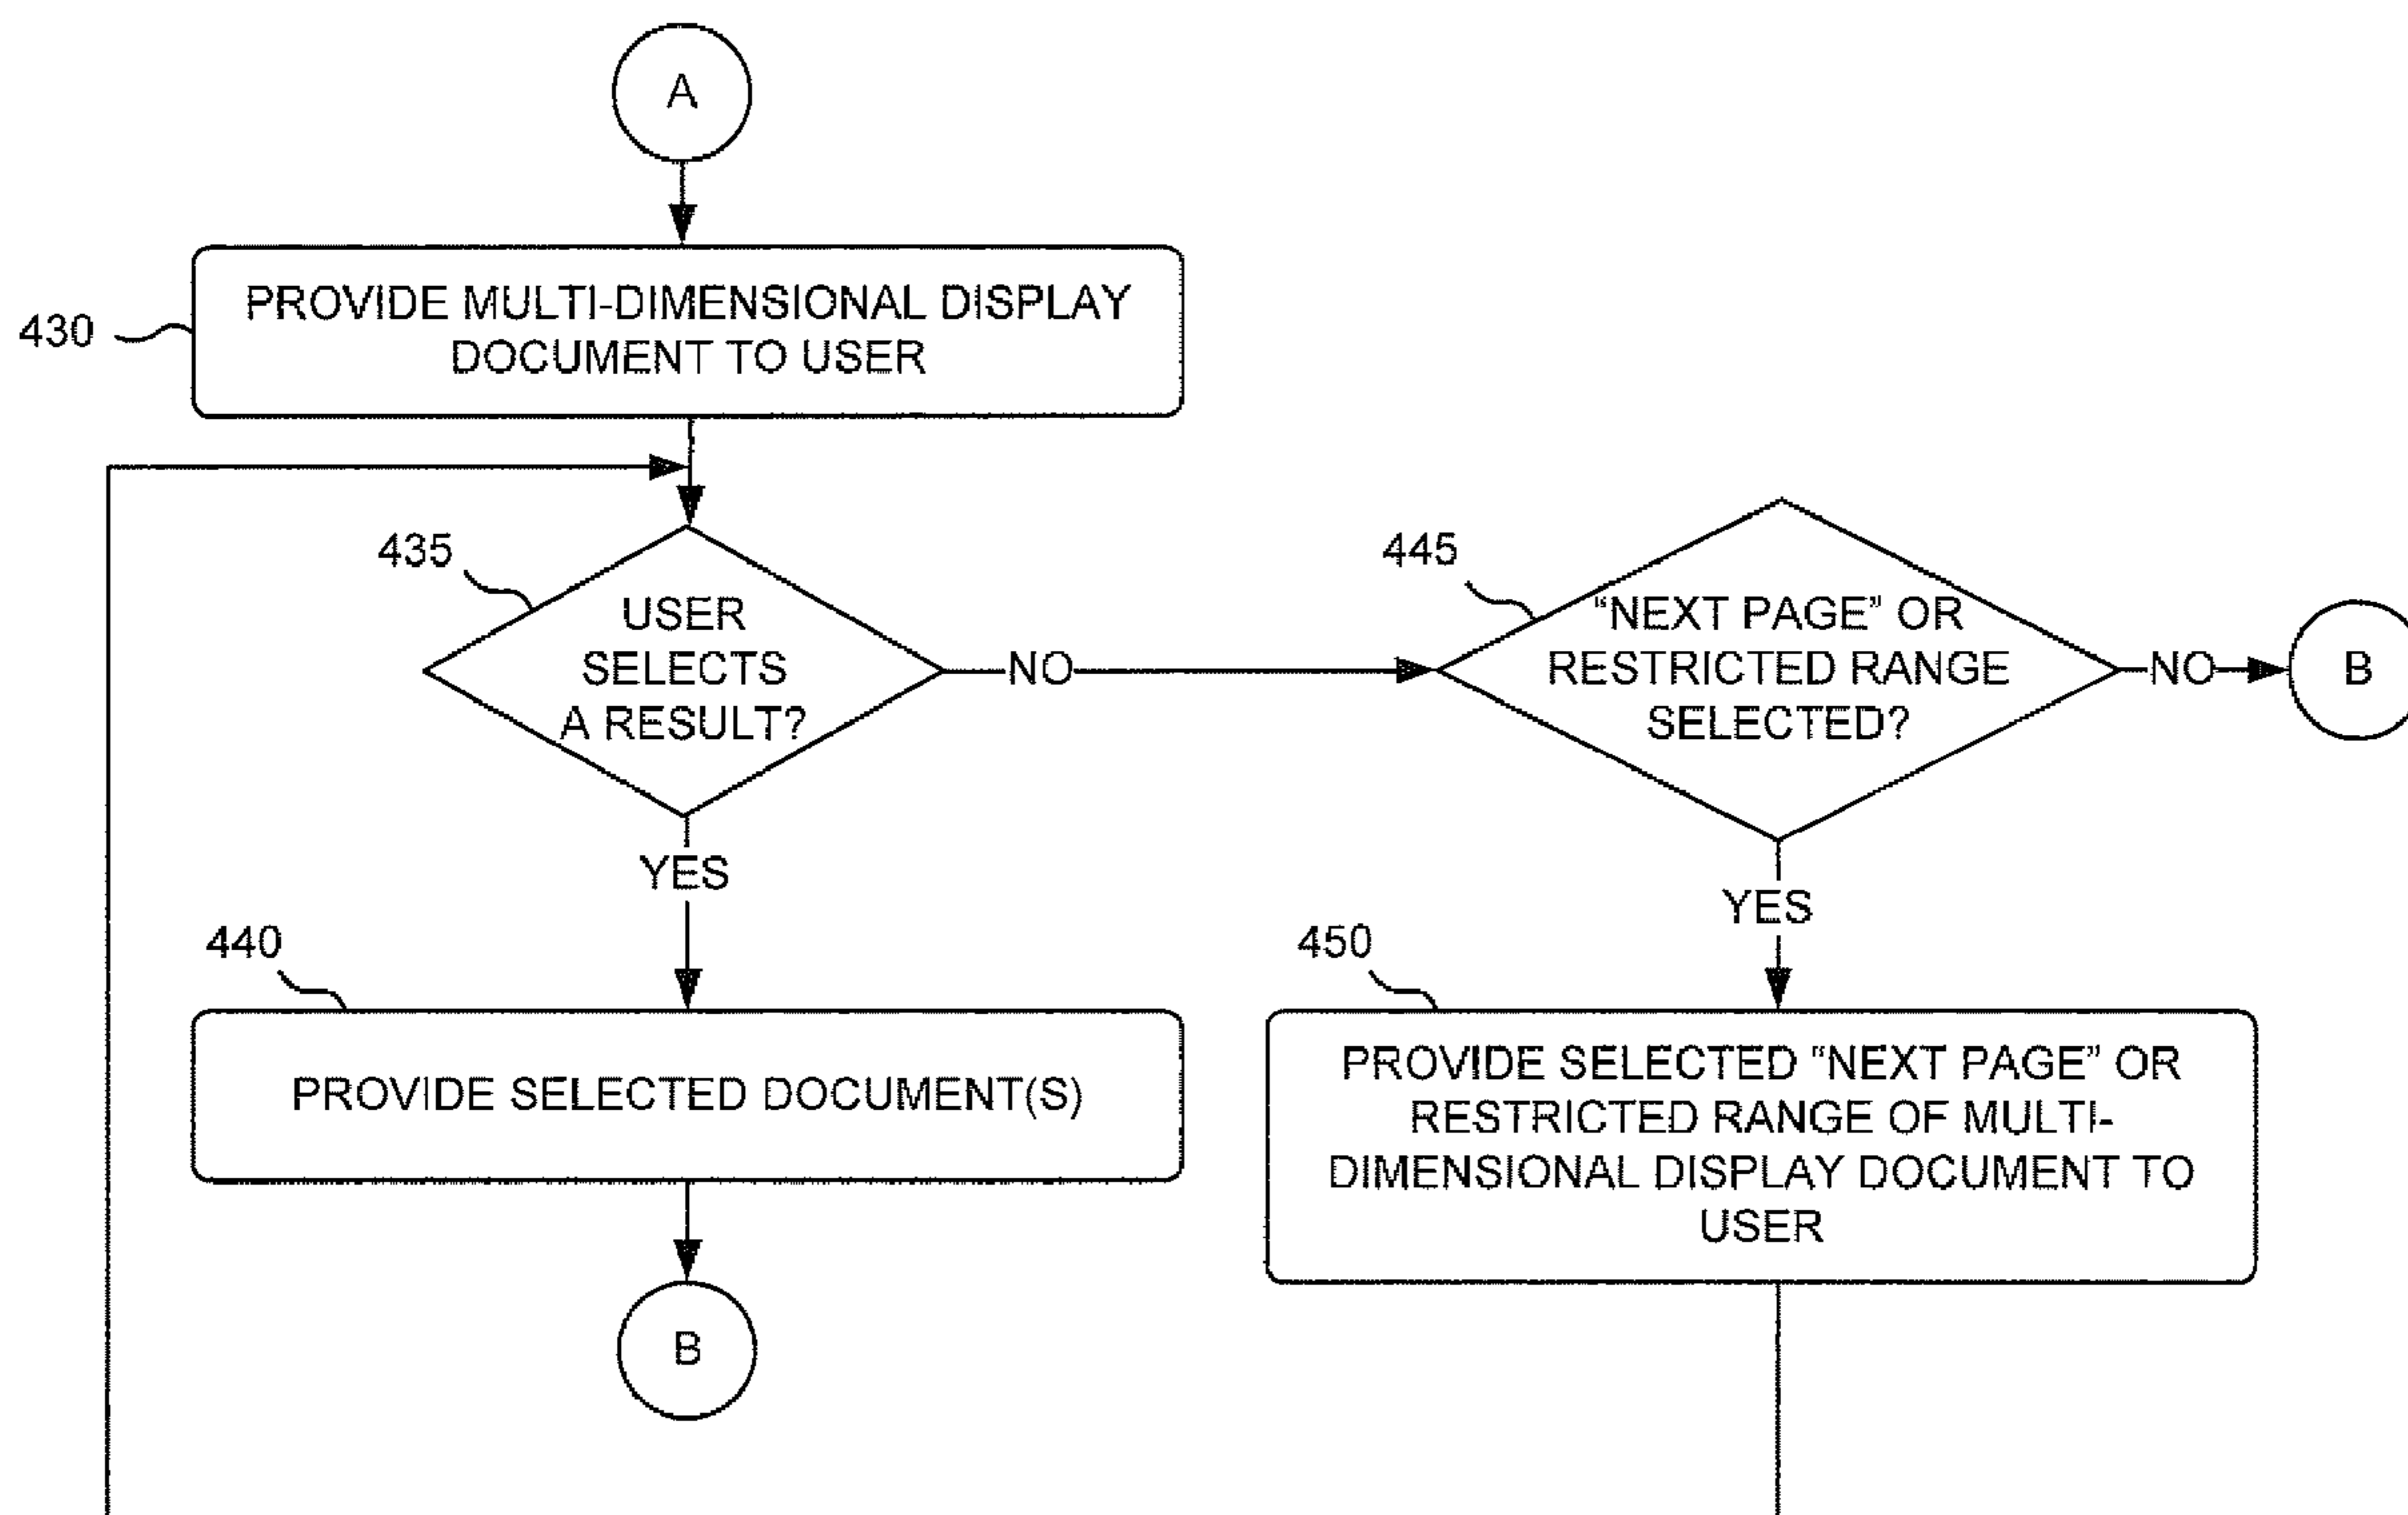 A
430
PROVIDE MULTI-DIMENSIONAL DISPLAY
DOCUMENT TO USER
435
USER
SELECTS
A RESULT?
NO
445
“NEXT PAGE” OR
RESTRICTED RANGE
SELECTED?
NO
B
YES
YES
440
PROVIDE SELECTED DOCUMENT(S)
450
PROVIDE SELECTED “NEXT PAGE” OR
RESTRICTED RANGE OF MULTI-
DIMENSIONAL DISPLAY DOCUMENT TO
USER
B